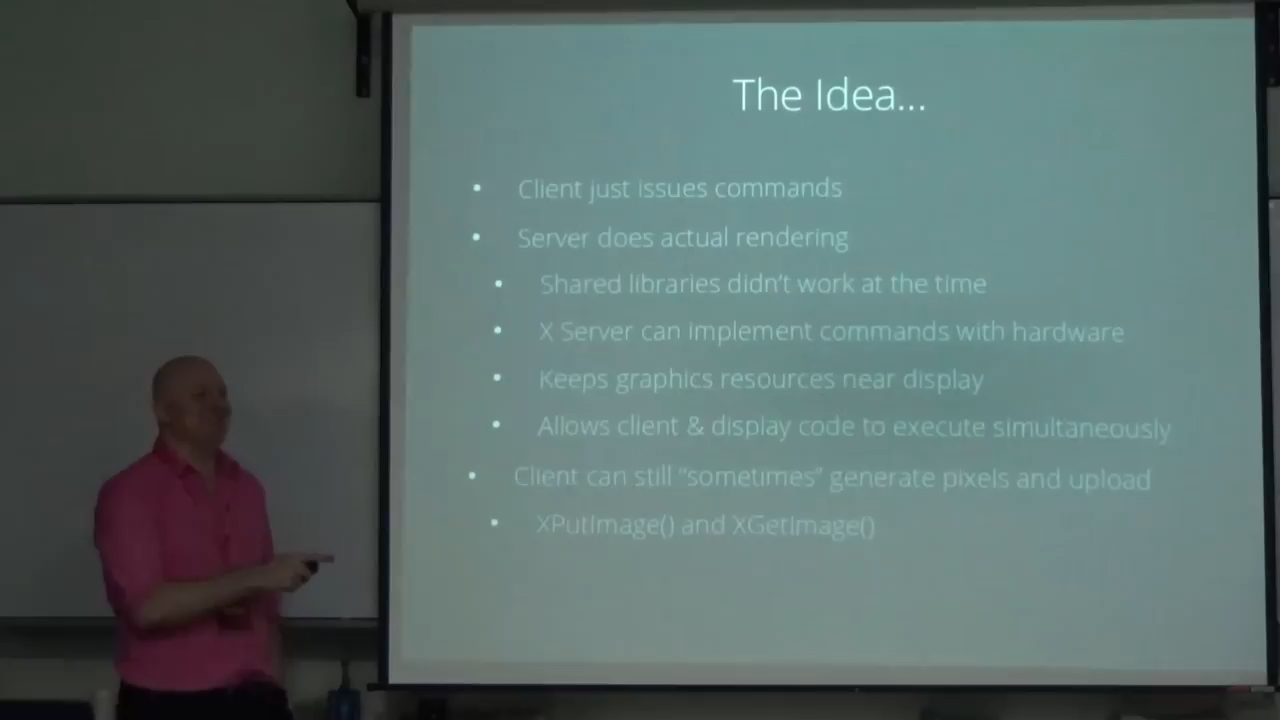 The Idea...
• Client just issues commands
• Server does actual rendering
• Shared libraries didn't work at the time
• X Server can implement commands with hardware
• Keeps graphics resources near display
• Allows client & display code to execute simultaneously
• Client can still “sometimes” generate pixels and upload
• XPutImage() and XGetImage()